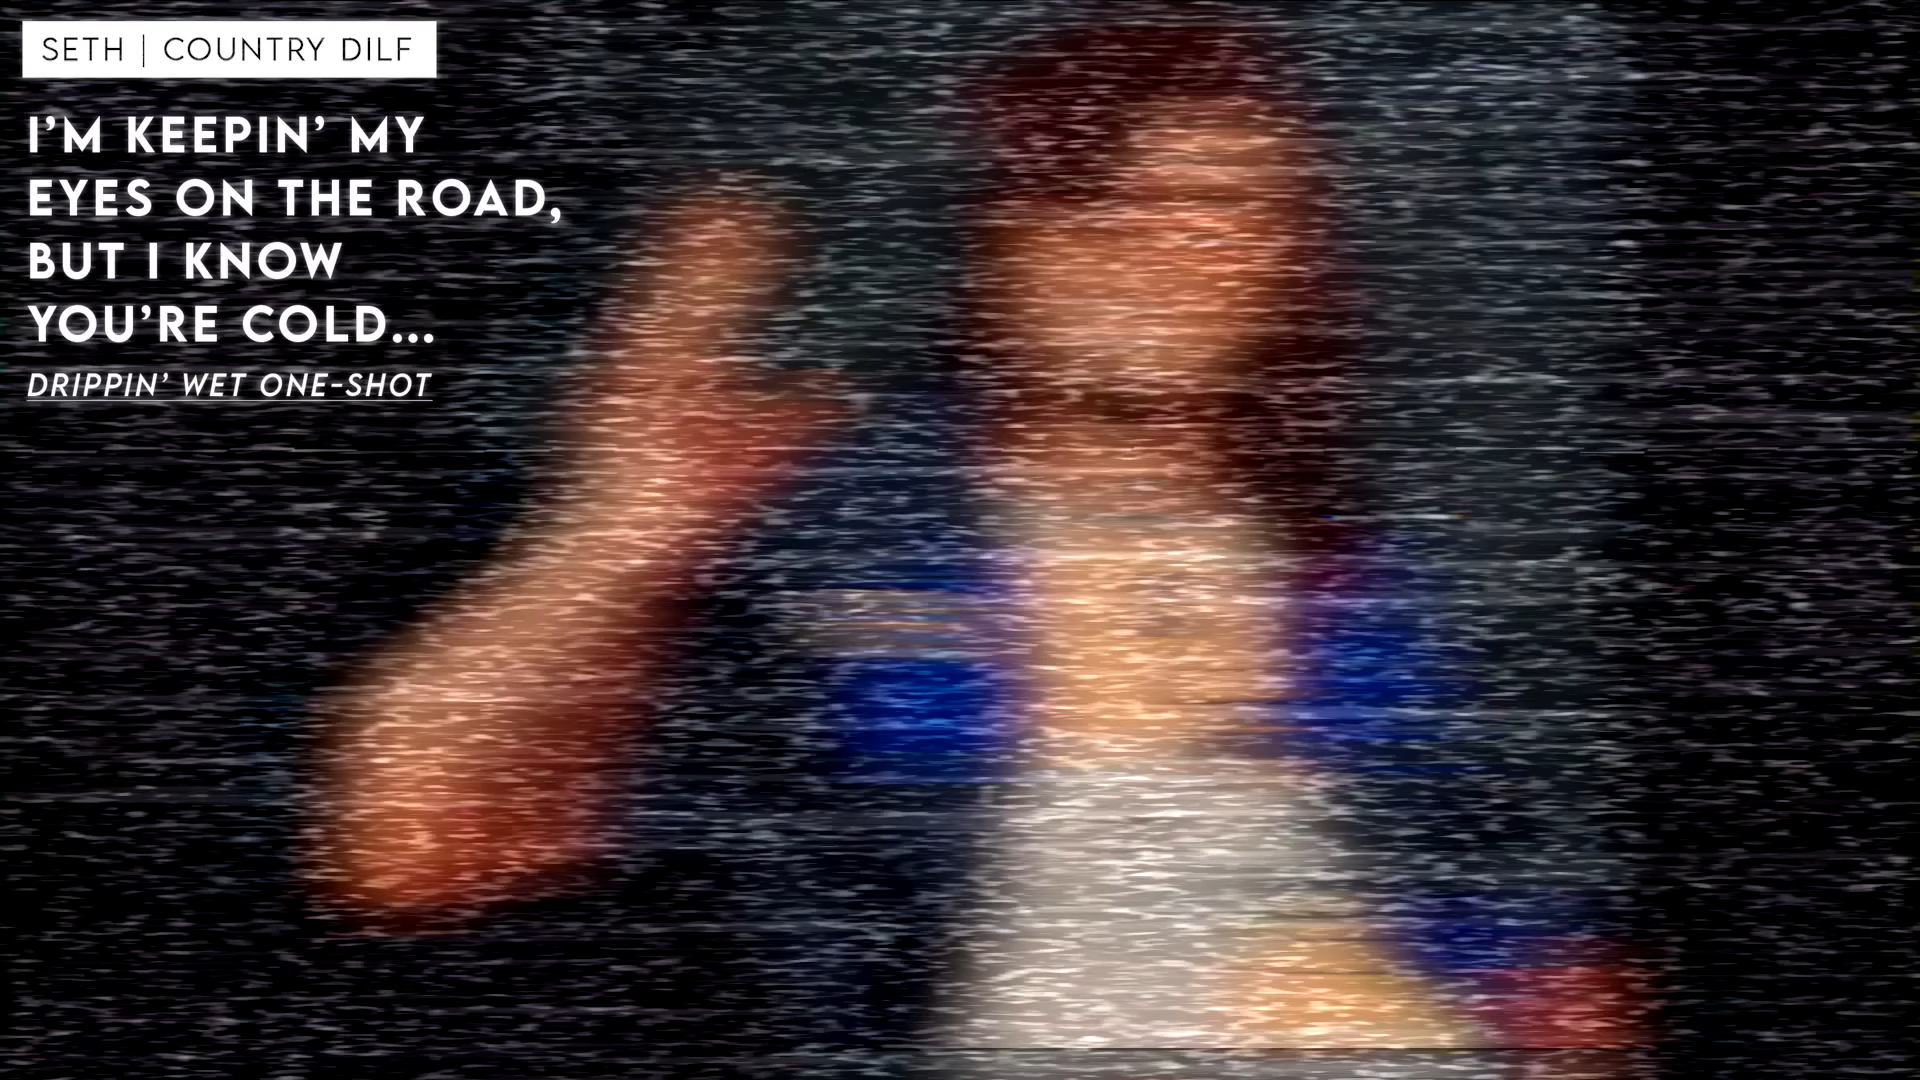 SETH | COUNTRY DILF
I'M KEEPIN' MY
EYES ON THE ROAD,
BUT I KNOW
YOU'RE COLD...
DRIPPIN' WET ONE-SHOT